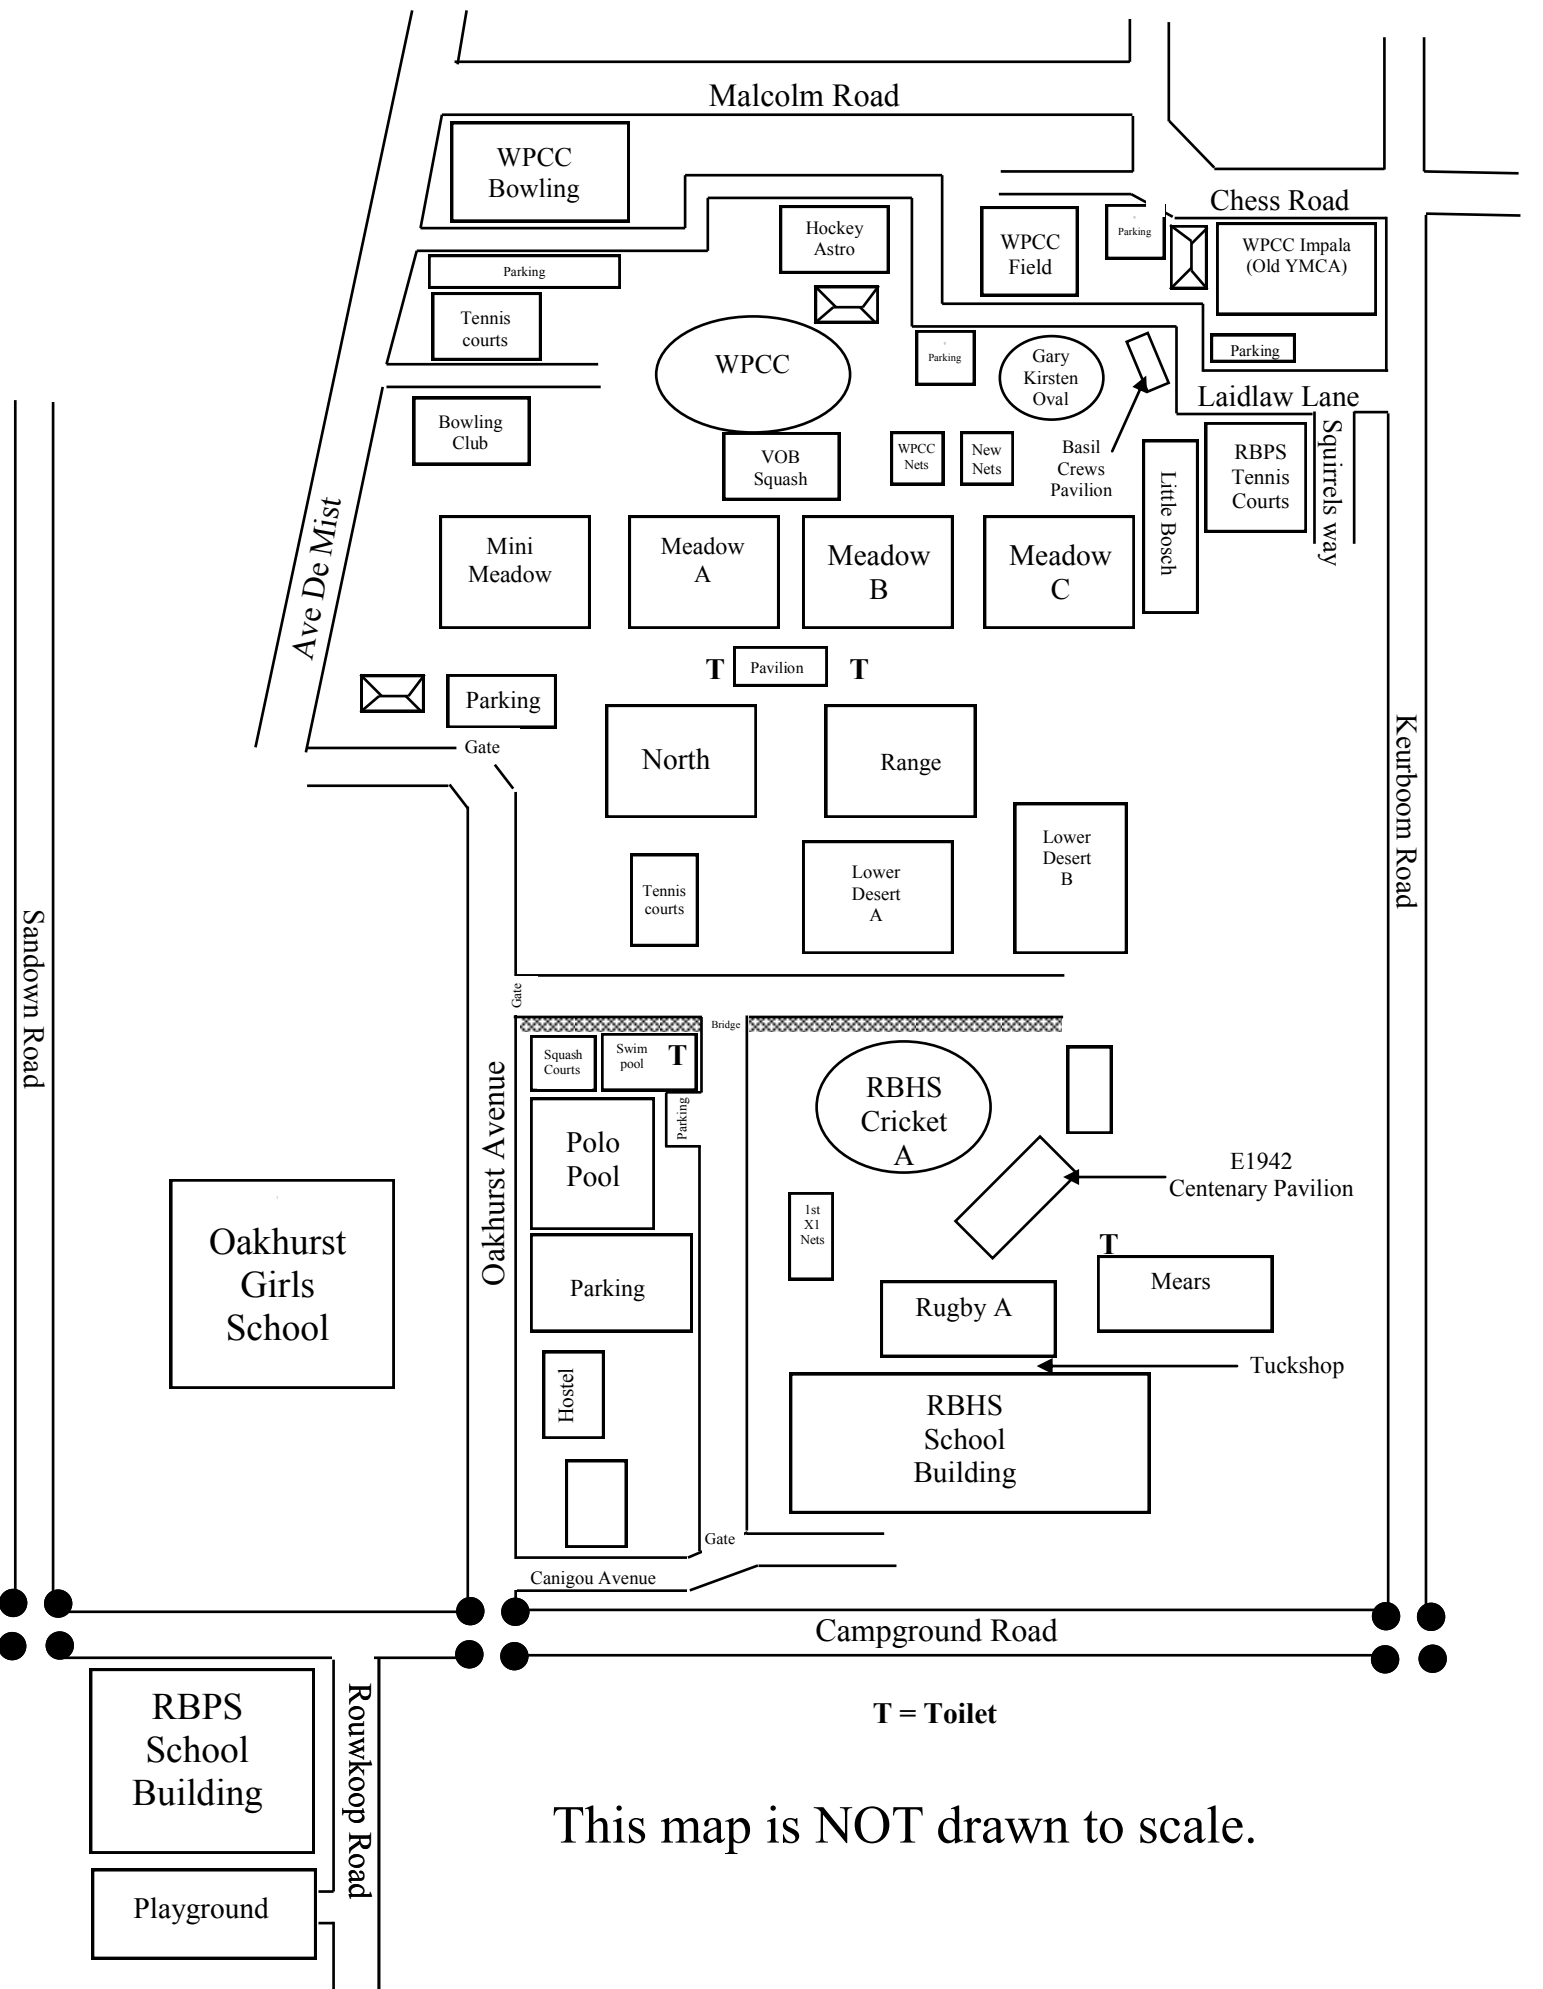 Malcolm Road
WPCC
Bowling
Chess Road
Hockey
Astro
WPCC
Field
Parking
WPCC Impala
(Old YMCA)
Parking
Tennis
courts
WPCC
Parking
Gary
Kirsten
Oval
Parking
Laidlaw Lane
Bowling
Club
VOB
Squash
WPCC
Nets
New
Nets
Basil
Crews
Pavilion
Little Bosch
RBPS
Tennis
Courts
Squirrels way
Ave De Mist
Mini
Meadow
Meadow
A
Meadow
B
Meadow
C
T
Pavilion
T
Parking
Gate
North
Range
Keurboom Road
Tennis
courts
Lower
Desert
A
Lower
Desert
B
Sandown Road
Gate
Bridge
Squash
Courts
Swim
pool
T
Parking
Oakhurst Avenue
Polo
Pool
RBHS
Cricket
A
E1942
Centenary Pavilion
1st
X1
Nets
T
Oakhurst
Girls
School
Parking
Rugby A
Mears
Tuckshop
Hostel
RBHS
School
Building
Gate
Canigou Avenue
Campground Road
RBPS
School
Building
Rouwkoop Road
T = Toilet
Playground
This map is NOT drawn to scale.